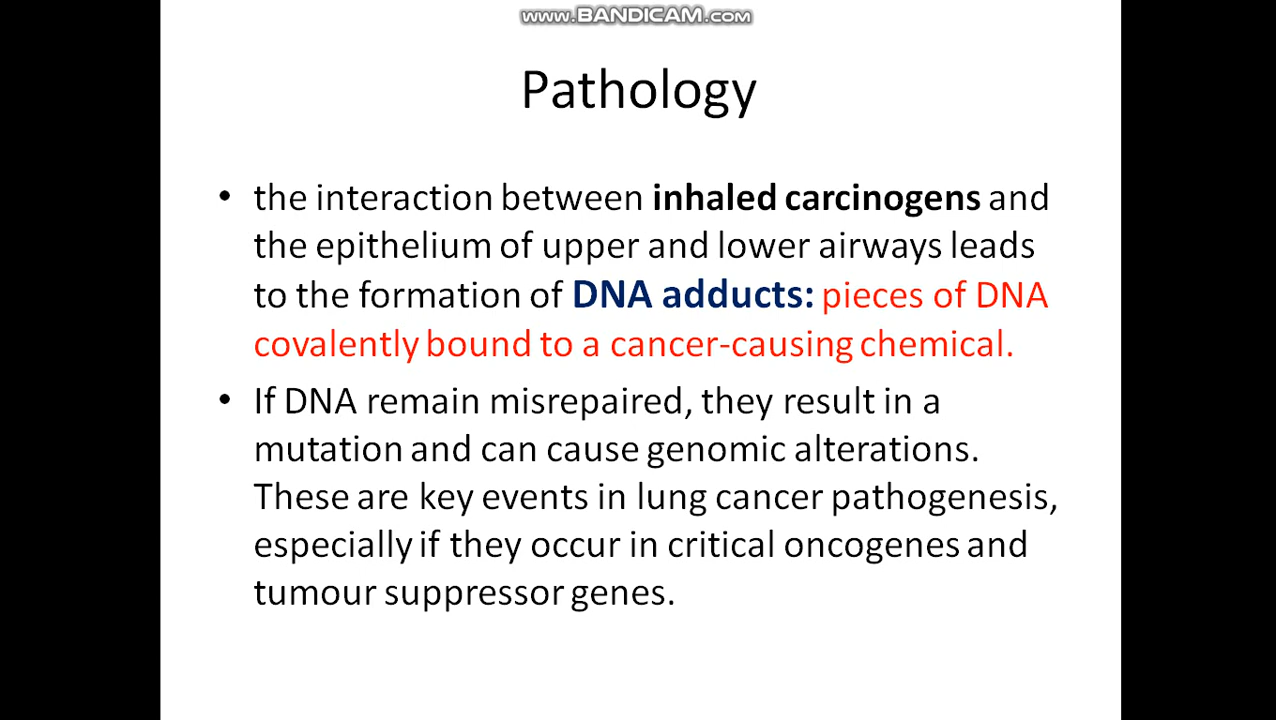 www.BANDICAM.com
Pathology
• the interaction between inhaled carcinogens and
the epithelium of upper and lower airways leads
to the formation of DNA adducts: pieces of DNA
covalently bound to a cancer-causing chemical.
• If DNA remain misrepaired, they result in a
mutation and can cause genomic alterations.
These are key events in lung cancer pathogenesis,
especially if they occur in critical oncogenes and
tumour suppressor genes.